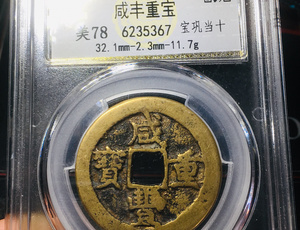 咸丰重宝
美78 6235367 宝巩当十
32.1mm-2.3mm-11.7g
咸
寶 重
豐